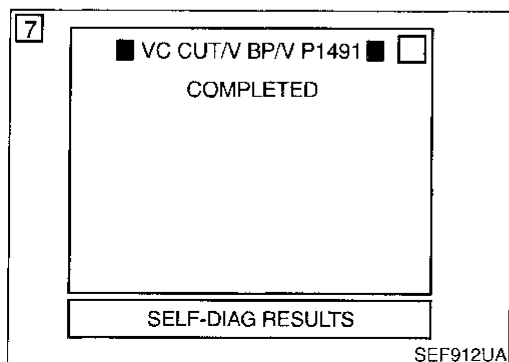 7
■ VC CUT/V BP/V P1491 ■
COMPLETED
SELF-DIAG RESULTS
SEF912UA